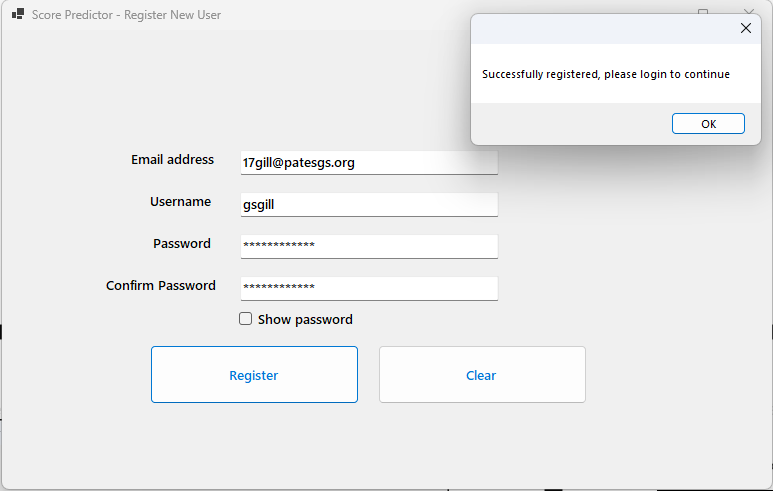 Score Predictor - Register New User
Successfully registered, please login to continue
OK
Email address 17gill@patesgs.org
Username gsgill
Password ************
Confirm Password ************
Show password
Register Clear